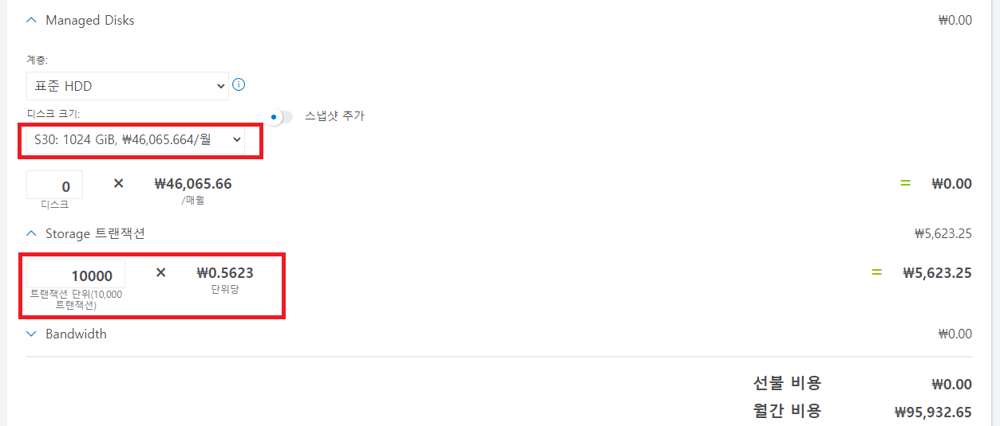 Managed Disks ₩0.00
계층:
표준 HDD
디스크 크기:
스냅샷 추가
S30: 1024 GiB, ₩46,065.664/월
0 × ₩46,065.66 = ₩0.00
디스크 /매월
Storage 트랜잭션 ₩5,623.25
10000 × ₩0.5623 = ₩5,623.25
트랜잭션 단위(10,000 단위당
트랜잭션)
Bandwidth ₩0.00
선불 비용 ₩0.00
월간 비용 ₩95,932.65